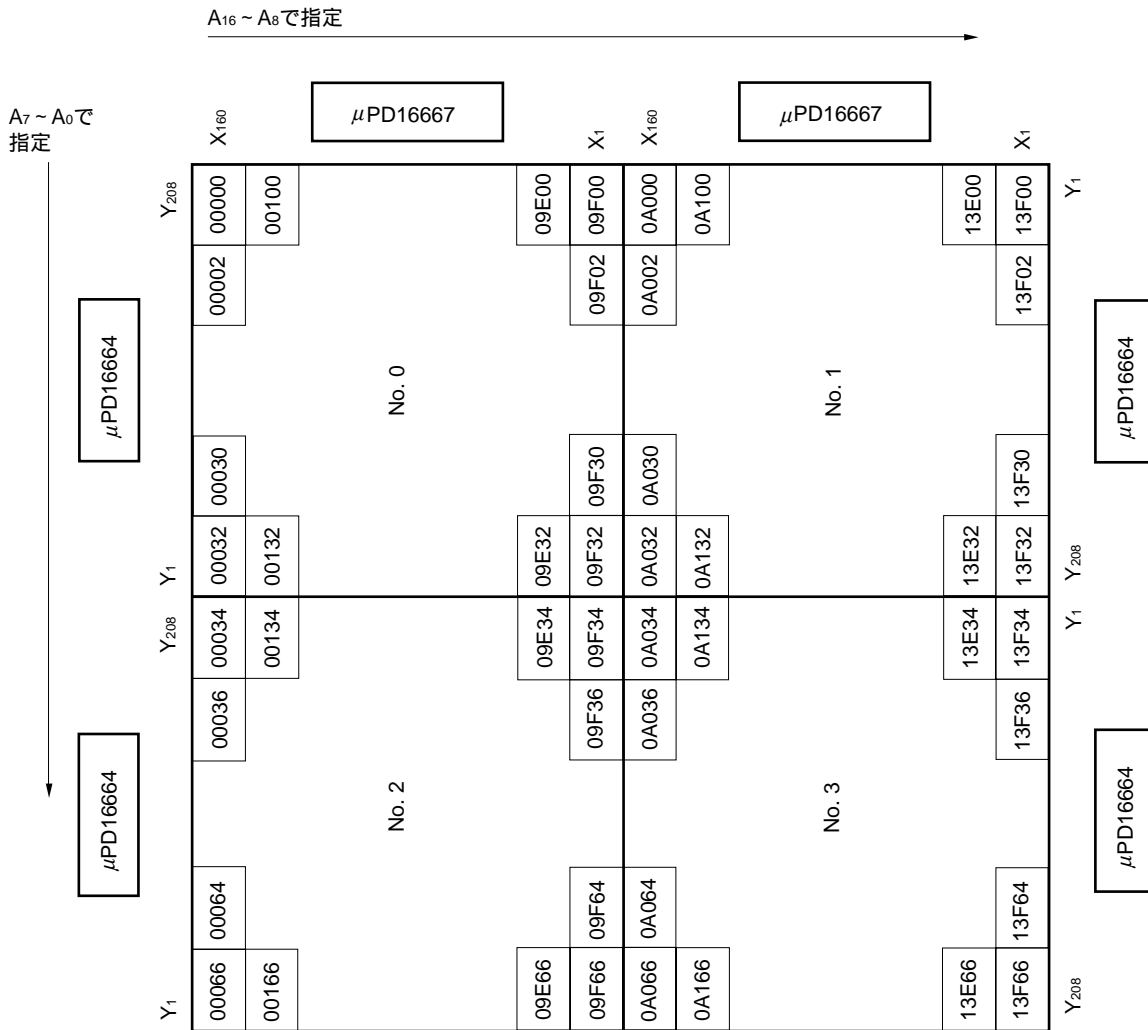 A16 ~ A8で指定
A7 ~ A0で
指定
μPD16667
μPD16667
X160
X1
X160
X1
Y208
00000
00100
09E00
09F00
0A000
0A100
13E00
13F00
Y1
00002
09F02
0A002
13F02
μPD16664
No. 0
No. 1
μPD16664
00030
09F30
0A030
13F30
Y1
00032
00132
09E32
09F32
0A032
0A132
13E32
13F32
Y208
Y208
00034
00134
09E34
09F34
0A034
0A134
13E34
13F34
Y1
00036
09F36
0A036
13F36
μPD16664
No. 2
No. 3
μPD16664
00064
09F64
0A064
13F64
Y1
00066
00166
09E66
09F66
0A066
0A166
13E66
13F66
Y208